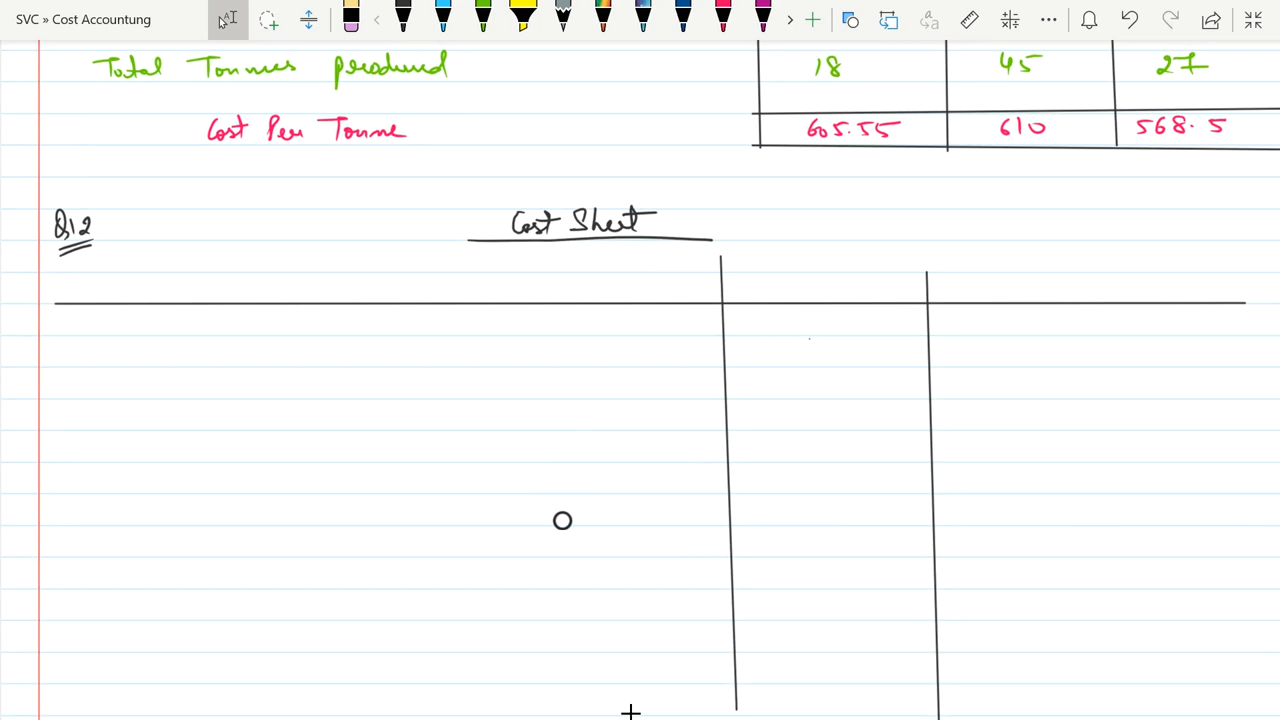 SVC » Cost Accountung
Total Tonnes produced 18 45 27
Cost Per Tonne 605.55 610 568.5
Q12 Cost Sheet